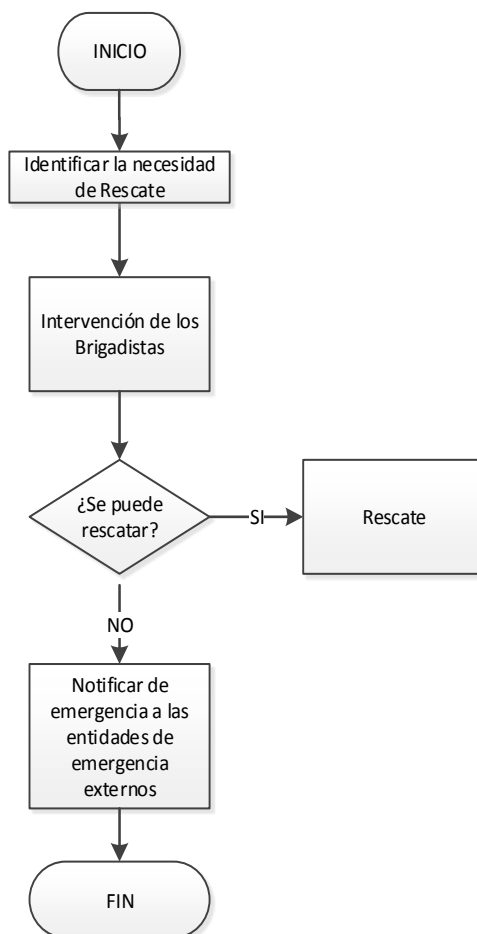 INICIO
Identificar la necesidad
de Rescate
Intervención de los
Brigadistas
¿Se puede
rescatar?
SI
Rescate
NO
Notificar de
emergencia a las
entidades de
emergencia
externos
FIN